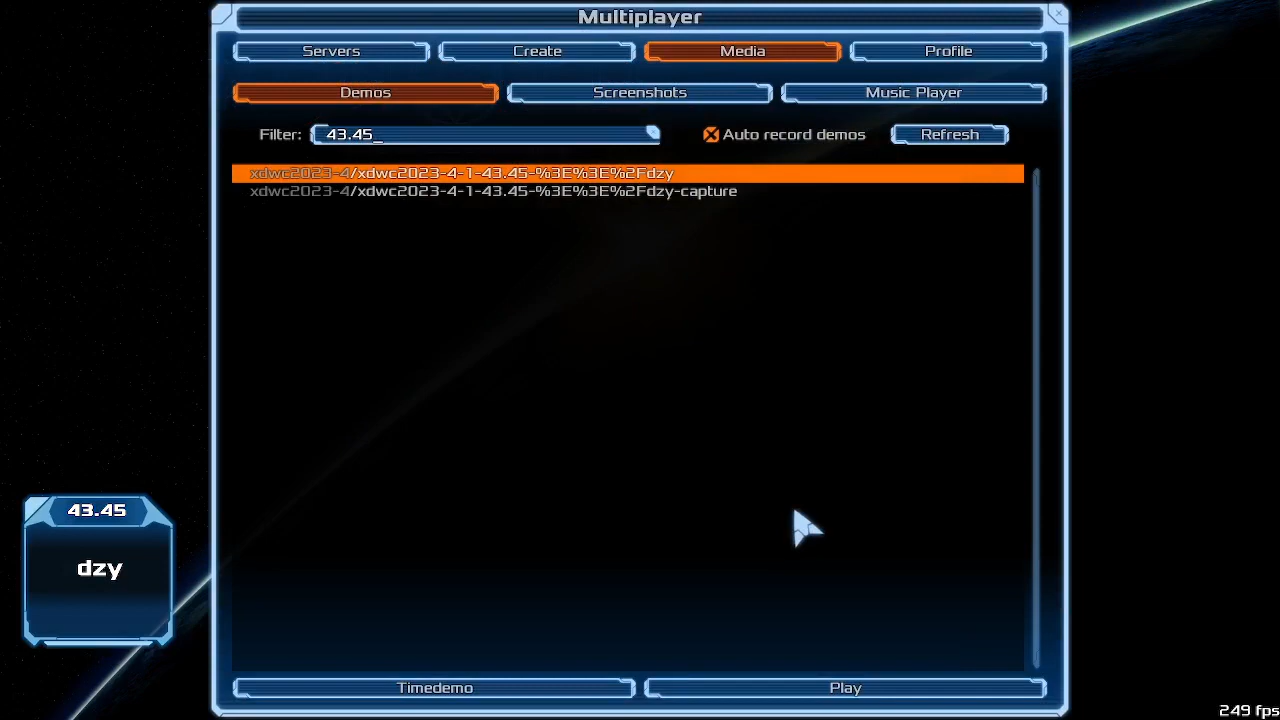 Multiplayer
Servers Create Media Profile
Demos Screenshots Music Player
Filter: 43.45_ Auto record demos Refresh
xdwc2023-4/xdwc2023-4-1-43.45-%3E%3E%2Fdzy
xdwc2023-4/xdwc2023-4-1-43.45-%3E%3E%2Fdzy-capture
43.45
dzy
Timedemo Play
249 fps